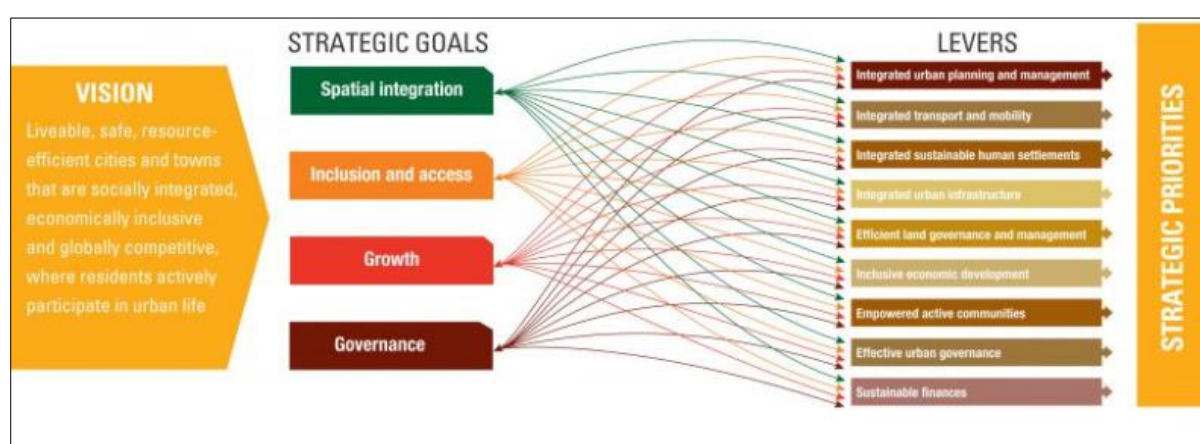 VISION
Liveable, safe, resource-
efficient cities and towns
that are socially integrated,
economically inclusive
and globally competitive,
where residents actively
participate in urban life
STRATEGIC GOALS
Spatial integration
Inclusion and access
Growth
Governance
LEVERS
Integrated urban planning and management
Integrated transport and mobility
Integrated sustainable human settlements
Integrated urban infrastructure
Efficient land governance and management
Inclusive economic development
Empowered active communities
Effective urban governance
Sustainable finances
STRATEGIC PRIORITIES